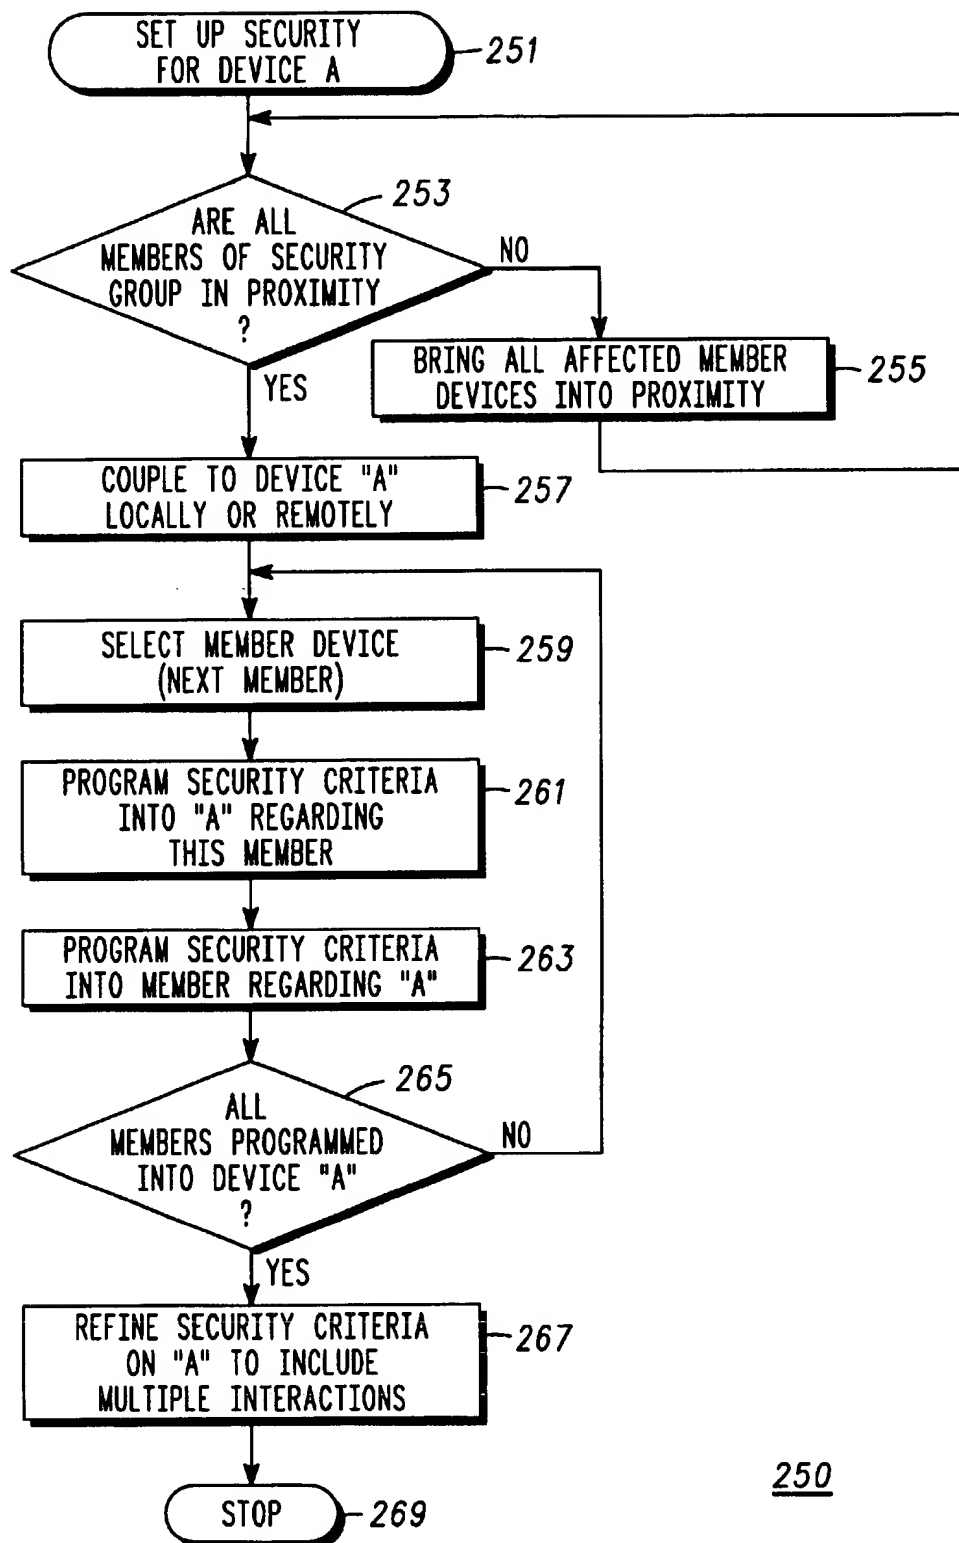 SET UP SECURITY
FOR DEVICE A
251
253
ARE ALL
MEMBERS OF SECURITY
GROUP IN PROXIMITY
?
NO
YES
BRING ALL AFFECTED MEMBER
DEVICES INTO PROXIMITY
255
COUPLE TO DEVICE "A"
LOCALLY OR REMOTELY
257
SELECT MEMBER DEVICE
(NEXT MEMBER)
259
PROGRAM SECURITY CRITERIA
INTO "A" REGARDING
THIS MEMBER
261
PROGRAM SECURITY CRITERIA
INTO MEMBER REGARDING "A"
263
265
ALL
MEMBERS PROGRAMMED
INTO DEVICE "A"
?
NO
YES
REFINE SECURITY CRITERIA
ON "A" TO INCLUDE
MULTIPLE INTERACTIONS
267
STOP
269
250